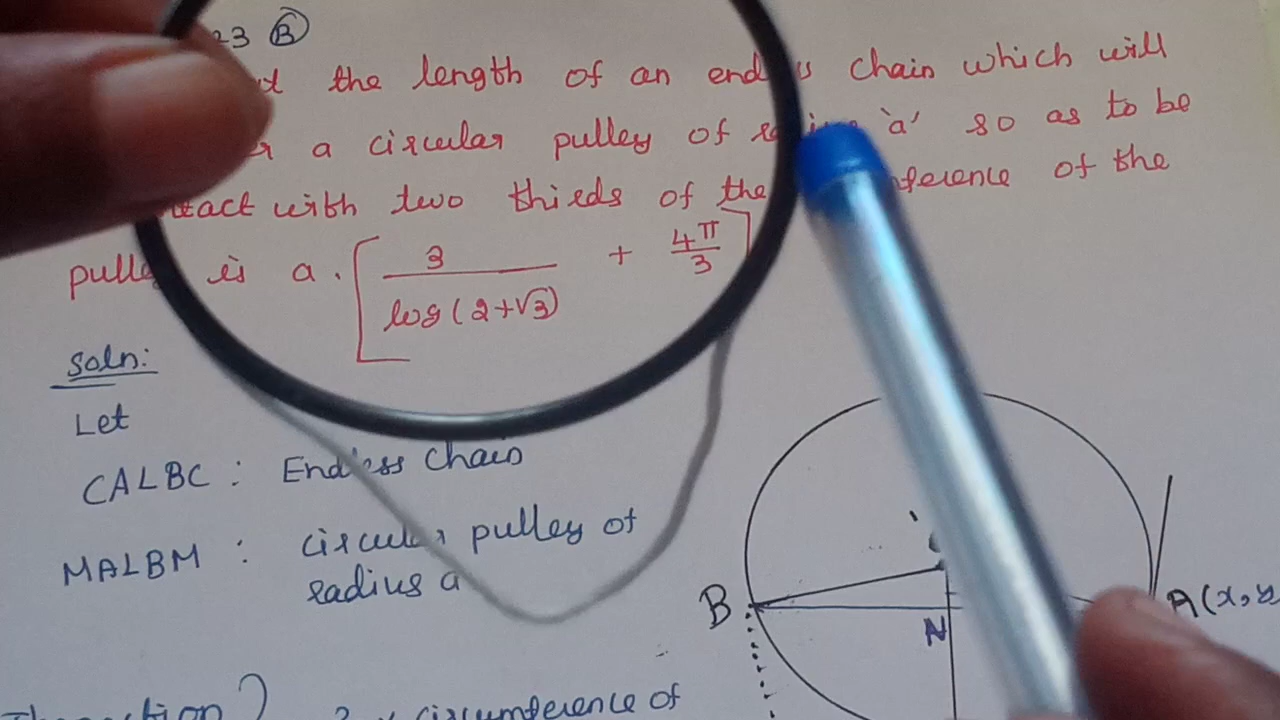 23 B
the length of an chain which will
a circular pulley of 'a' so as to be
with two thirds of the of the
is a. [ 3 / log(2+√3) + 4π/3 ]
Soln:
Let
CALBC : Endless chain
MALBM : circular pulley of
radius a
B
A(x,y
N
circumference of